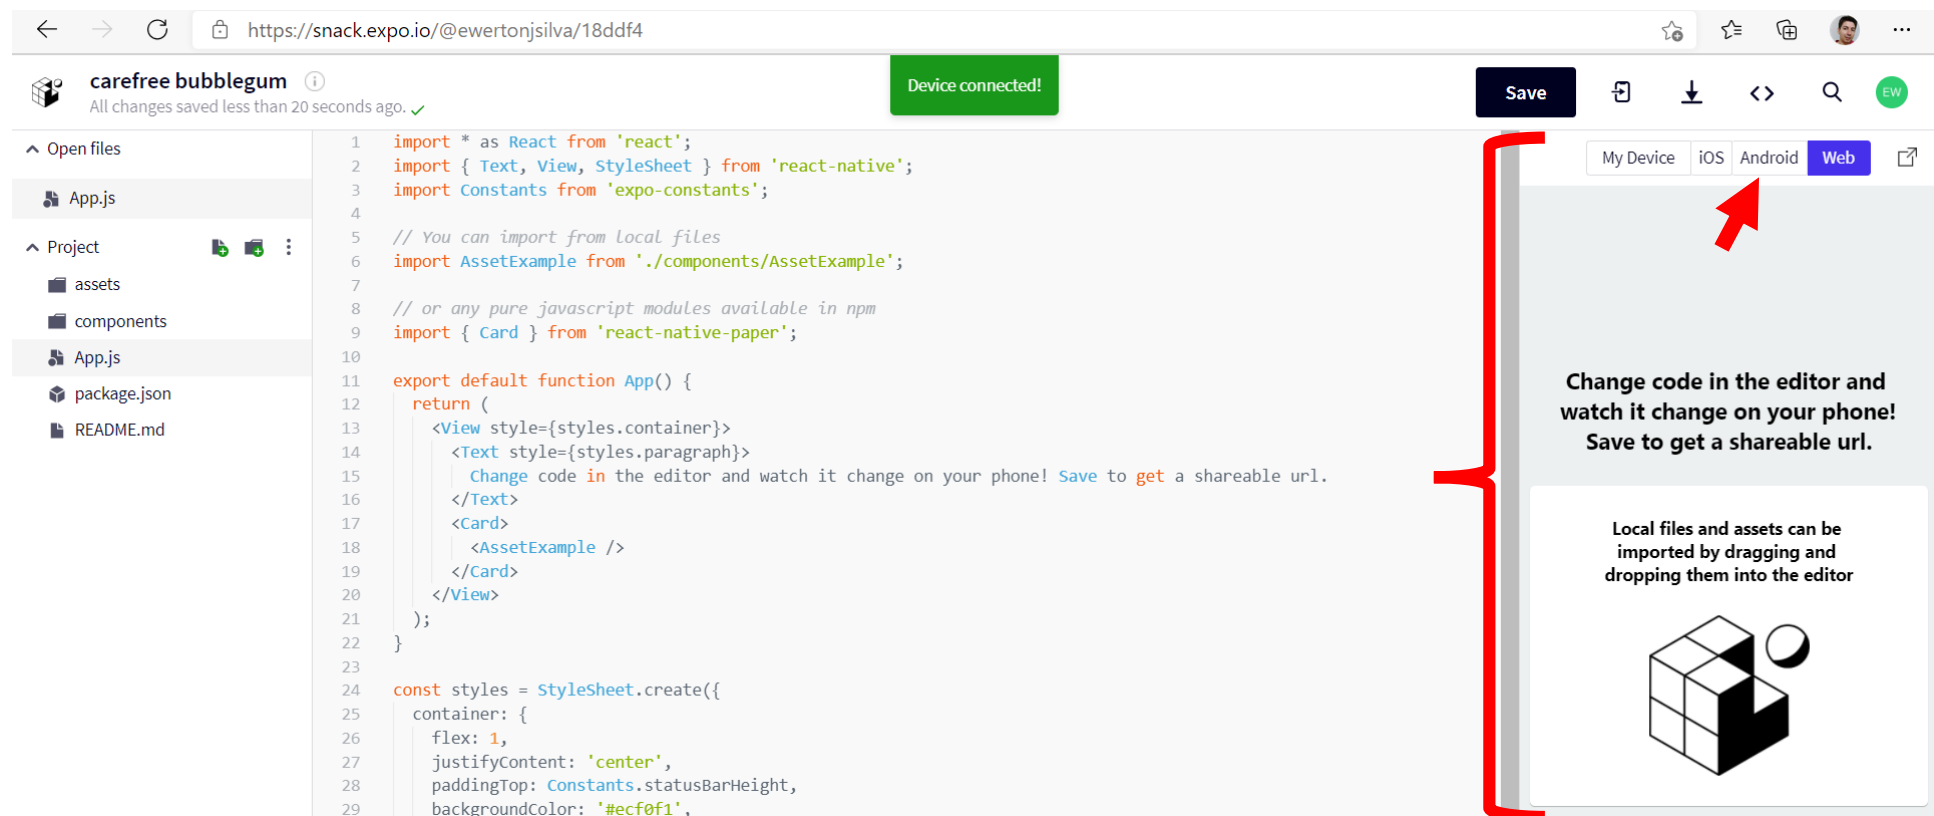 https://snack.expo.io/@ewertonjsilva/18ddf4
carefree bubblegum
All changes saved less than 20 seconds ago.
Device connected!
Save
EW
Open files
App.js
Project
assets
components
App.js
package.json
README.md
1 import * as React from 'react';
2 import { Text, View, StyleSheet } from 'react-native';
3 import Constants from 'expo-constants';
4
5 // You can import from local files
6 import AssetExample from './components/AssetExample';
7
8 // or any pure javascript modules available in npm
9 import { Card } from 'react-native-paper';
10
11 export default function App() {
12 return (
13 <View style={styles.container}>
14 <Text style={styles.paragraph}>
15 Change code in the editor and watch it change on your phone! Save to get a shareable url.
16 </Text>
17 <Card>
18 <AssetExample />
19 </Card>
20 </View>
21 );
22 }
23
24 const styles = StyleSheet.create({
25 container: {
26 flex: 1,
27 justifyContent: 'center',
28 paddingTop: Constants.statusBarHeight,
29 backgroundColor: '#ecf0f1',
My Device iOS Android Web
Change code in the editor and
watch it change on your phone!
Save to get a shareable url.
Local files and assets can be
imported by dragging and
dropping them into the editor